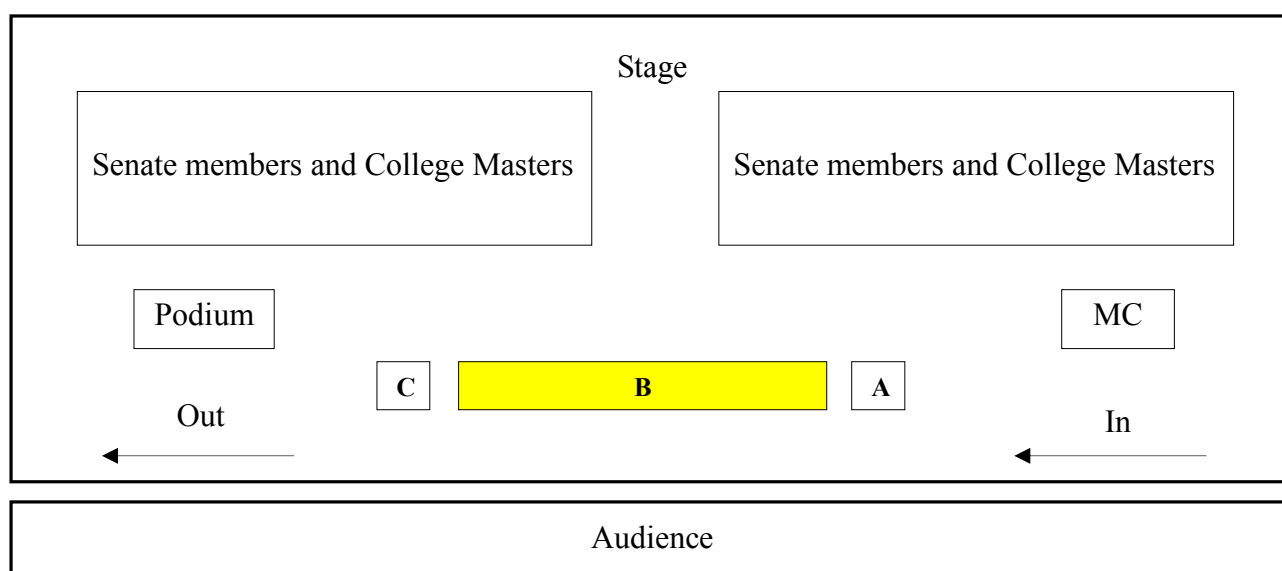 Stage
Senate members and College Masters
Senate members and College Masters
Podium
MC
C
B
A
Out
In
Audience